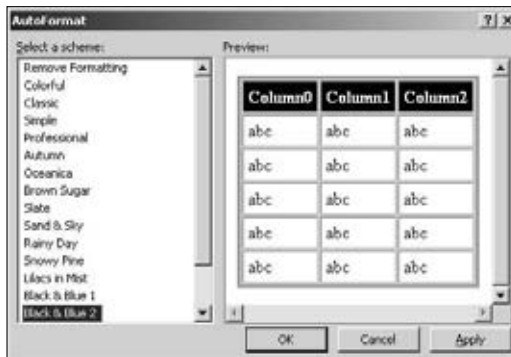 AutoFormat
Select a scheme:
Remove Formatting
Colorful
Classic
Simple
Professional
Autumn
Oceanica
Brown Sugar
Slate
Sand & Sky
Rainy Day
Snowy Pine
Lilacs in Mist
Black & Blue 1
Black & Blue 2
Preview:
Column0 Column1 Column2
abc abc abc
abc abc abc
abc abc abc
abc abc abc
abc abc abc
OK Cancel Apply